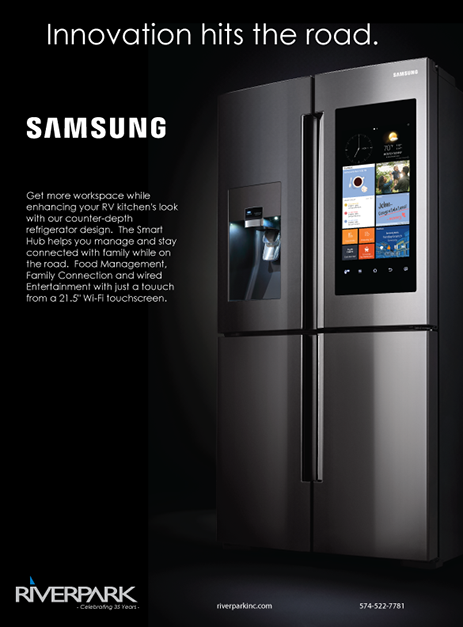 Innovation hits the road.
SAMSUNG
SAMSUNG
Get more workspace while
enhancing your RV kitchen's look
with our counter-depth
refrigerator design. The Smart
Hub helps you manage and stay
connected with family while on
the road. Food Management,
Family Connection and wired
Entertainment with just a touuch
from a 21.5" Wi-Fi touchscreen.
RIVERPARK
- Celebrating 35 Years -
riverparkinc.com
574-522-7781